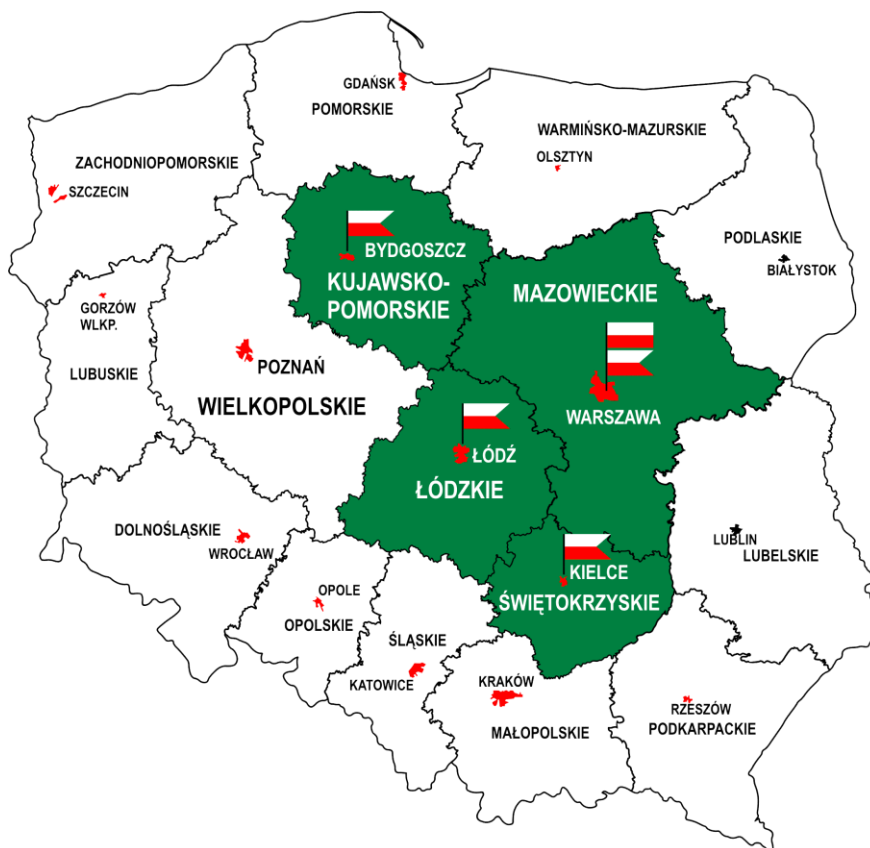 GDAŃSK
POMORSKIE
WARMIŃSKO-MAZURSKIE
OLSZTYN
ZACHODNIOPOMORSKIE
SZCZECIN
BYDGOSZCZ
KUJAWSKO-
POMORSKIE
PODLASKIE
BIAŁYSTOK
MAZOWIECKIE
WARSZAWA
GORZÓW
WLKP.
LUBUSKIE
POZNAŃ
WIELKOPOLSKIE
ŁÓDŹ
ŁÓDZKIE
DOLNOŚLĄSKIE
WROCŁAW
LUBLIN
LUBELSKIE
KIELCE
ŚWIĘTOKRZYSKIE
OPOLE
OPOLSKIE
ŚLĄSKIE
KATOWICE
KRAKÓW
MAŁOPOLSKIE
RZESZÓW
PODKARPACKIE